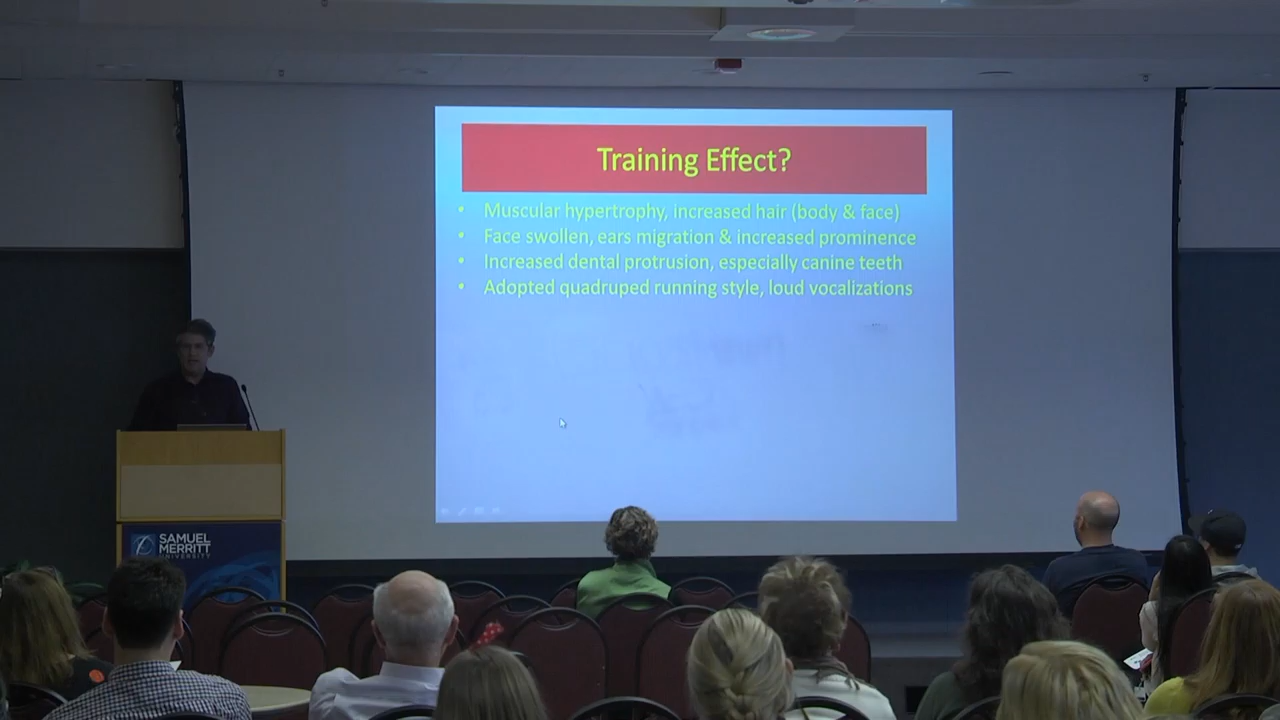 Training Effect?
• Muscular hypertrophy, increased hair (body & face)
• Face swollen, ears migration & increased prominence
• Increased dental protrusion, especially canine teeth
• Adopted quadruped running style, loud vocalizations
SAMUEL
MERRITT
UNIVERSITY